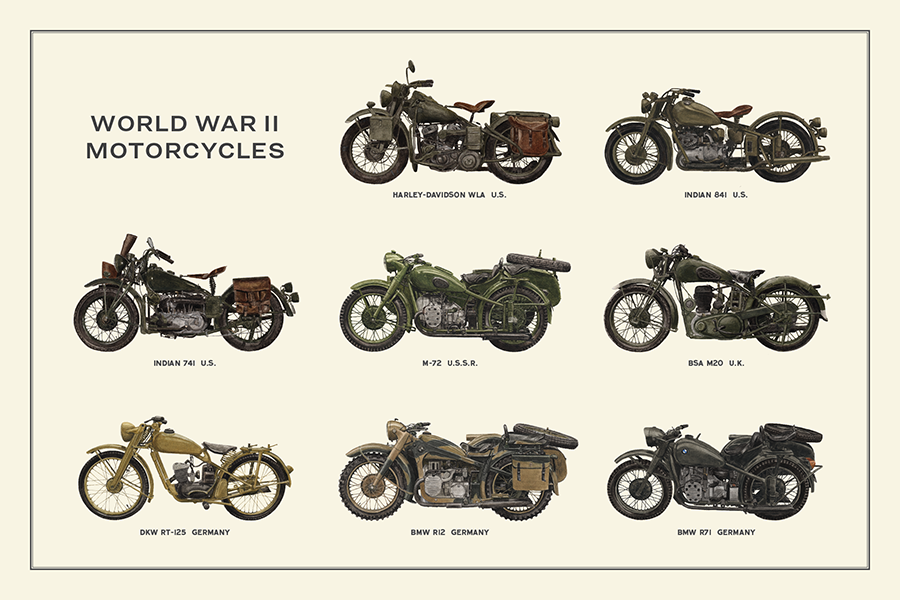 WORLD WAR II
MOTORCYCLES
HARLEY-DAVIDSON WLA U.S.
INDIAN 841 U.S.
INDIAN 741 U.S.
M-72 U.S.S.R.
BSA M20 U.K.
DKW RT-125 GERMANY
BMW R12 GERMANY
BMW R71 GERMANY